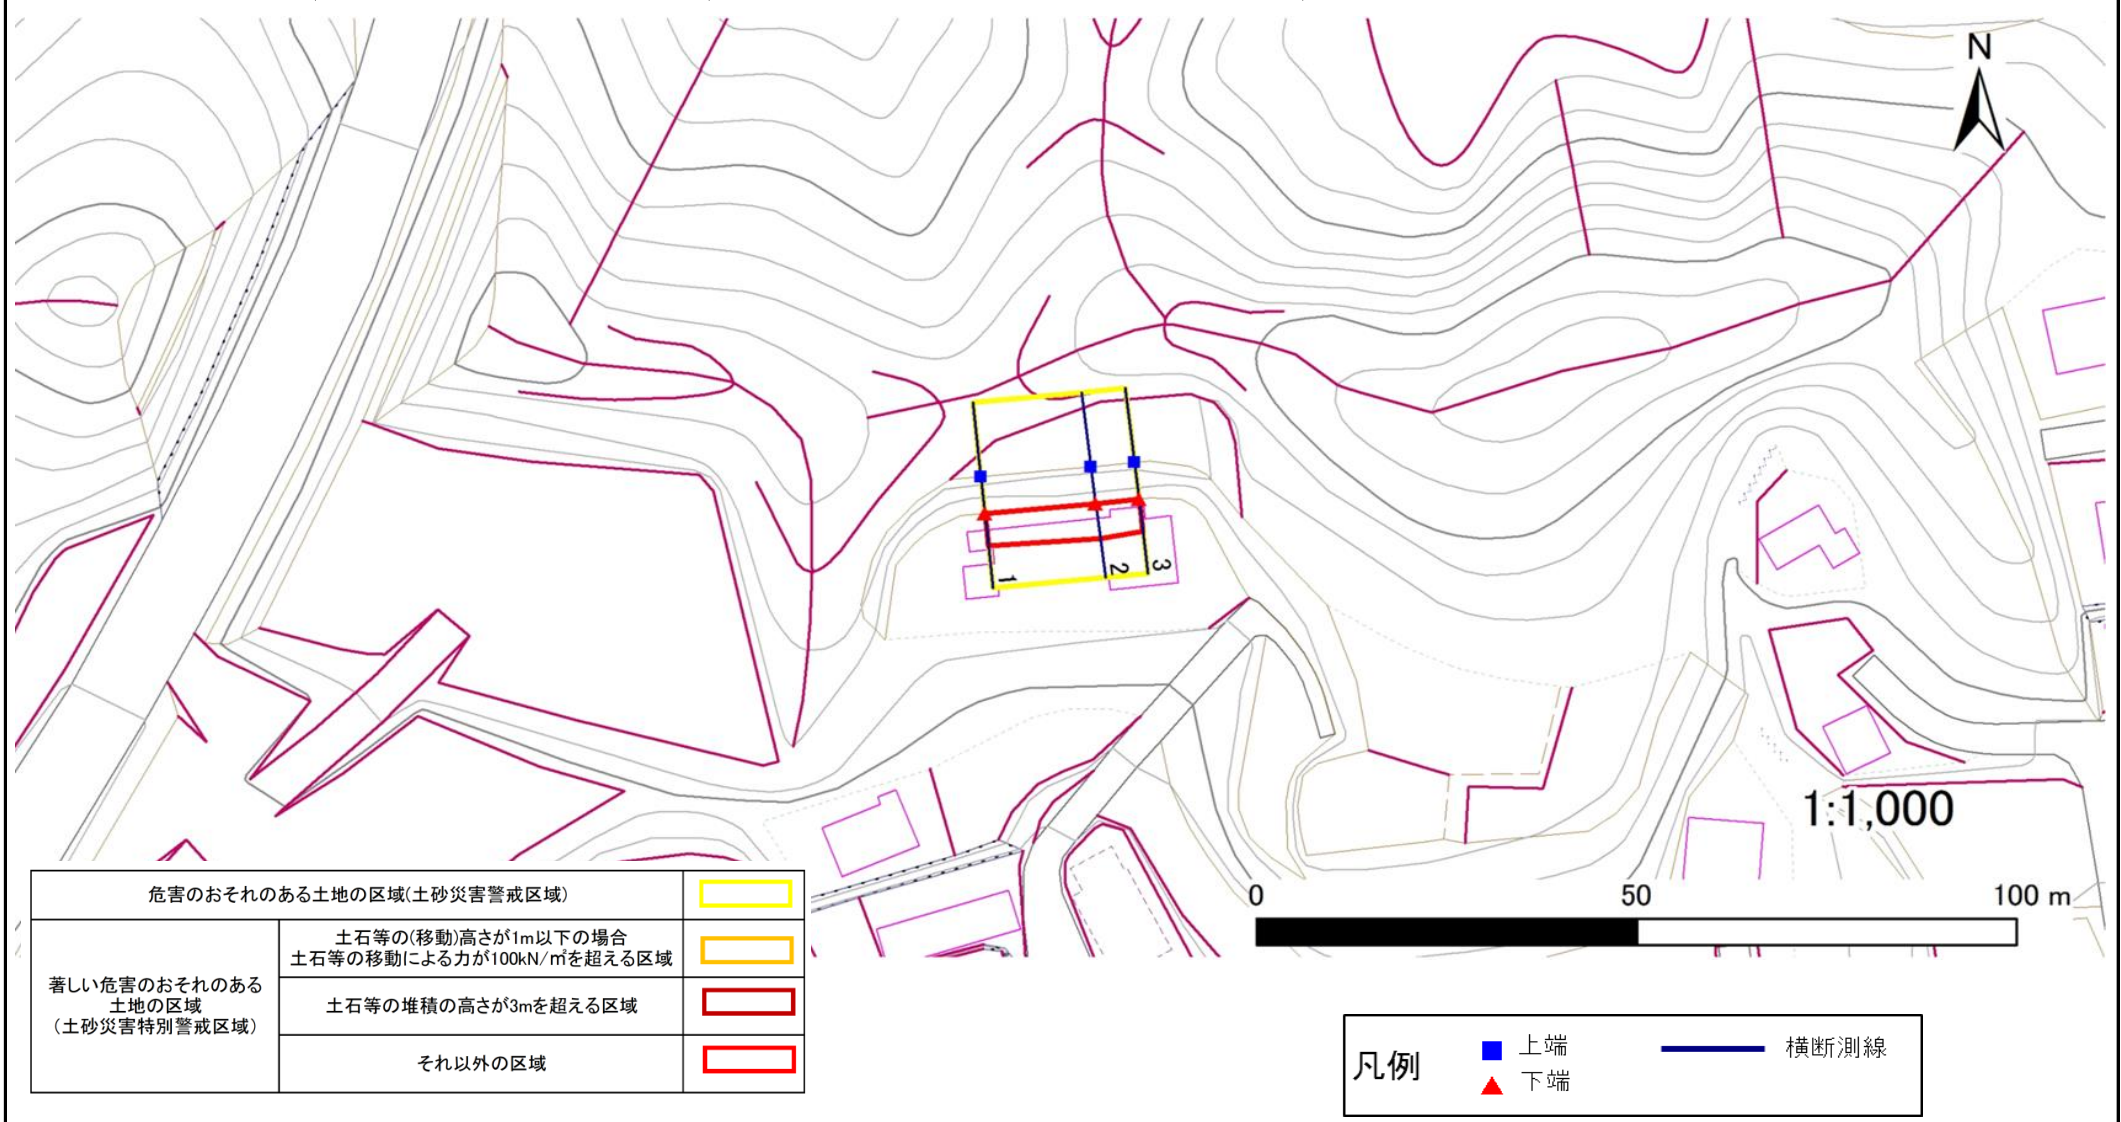 N
1
2
3
1:1,000
0 50 100 m
危害のおそれのある土地の区域(土砂災害警戒区域)
著しい危害のおそれのある
土地の区域
(土砂災害特別警戒区域)
土石等の(移動)高さが1m以下の場合
土石等の移動による力が100kN/㎡を超える区域
土石等の堆積の高さが3mを超える区域
それ以外の区域
凡例
上端
下端
横断測線